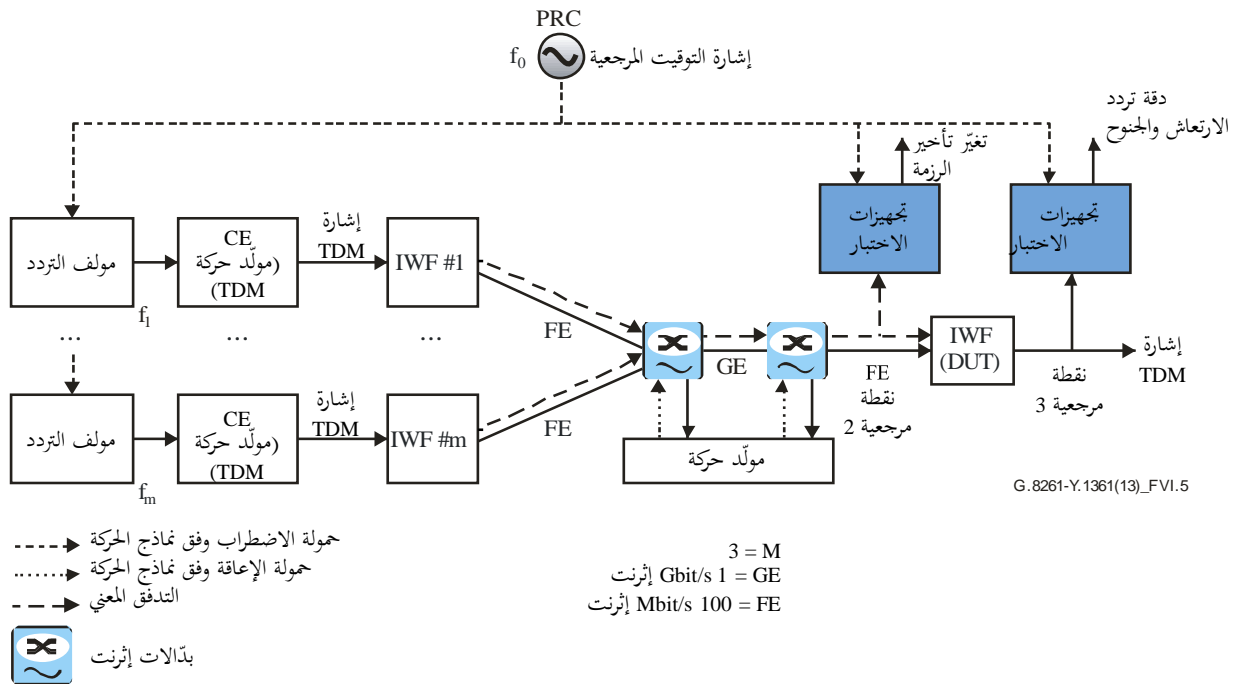 PRC
f0
إشارة التوقيت المرجعية
دقة تردد
الارتعاش والجنوح
تغيّر تأخير
الرزمة
تجهيزات
الاختبار
تجهيزات
الاختبار
مولف التردد
f1
CE
(مولّد حركة
TDM)
إشارة
TDM
IWF #1
FE
...
...
...
مولف التردد
fm
CE
(مولّد حركة
TDM)
إشارة
TDM
IWF #m
FE
GE
FE
نقطة
مرجعية 2
IWF
(DUT)
نقطة
مرجعية 3
إشارة
TDM
مولّد حركة
G.8261-Y.1361(13)_FVI.5
حمولة الاضطراب وفق نماذج الحركة
حمولة الإعاقة وفق نماذج الحركة
التدفق المعني
بدّالات إثرنت
3 = M
إثرنت Gbit/s 1 = GE
إثرنت Mbit/s 100 = FE